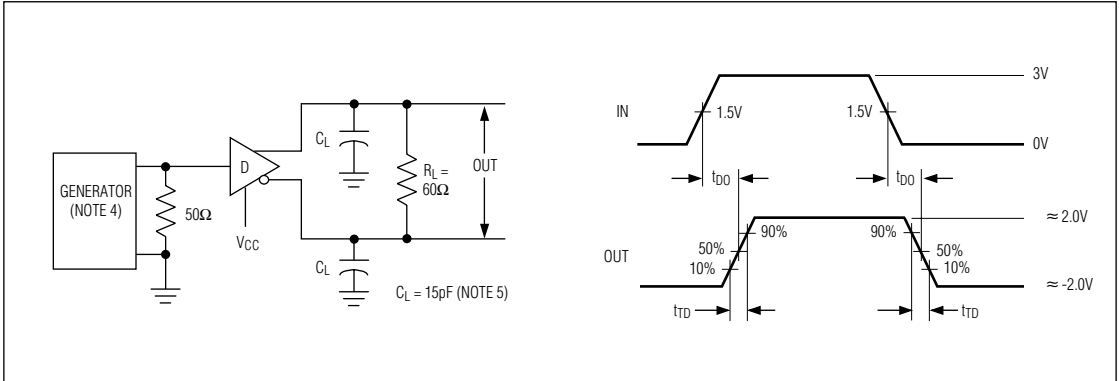 GENERATOR
(NOTE 4)
50Ω
D
VCC
CL
CL
RL =
60Ω
OUT
CL = 15pF (NOTE 5)
IN
1.5V
1.5V
3V
0V
tDO
tDO
OUT
90%
50%
10%
90%
50%
10%
≈ 2.0V
≈ -2.0V
tTD
tTD